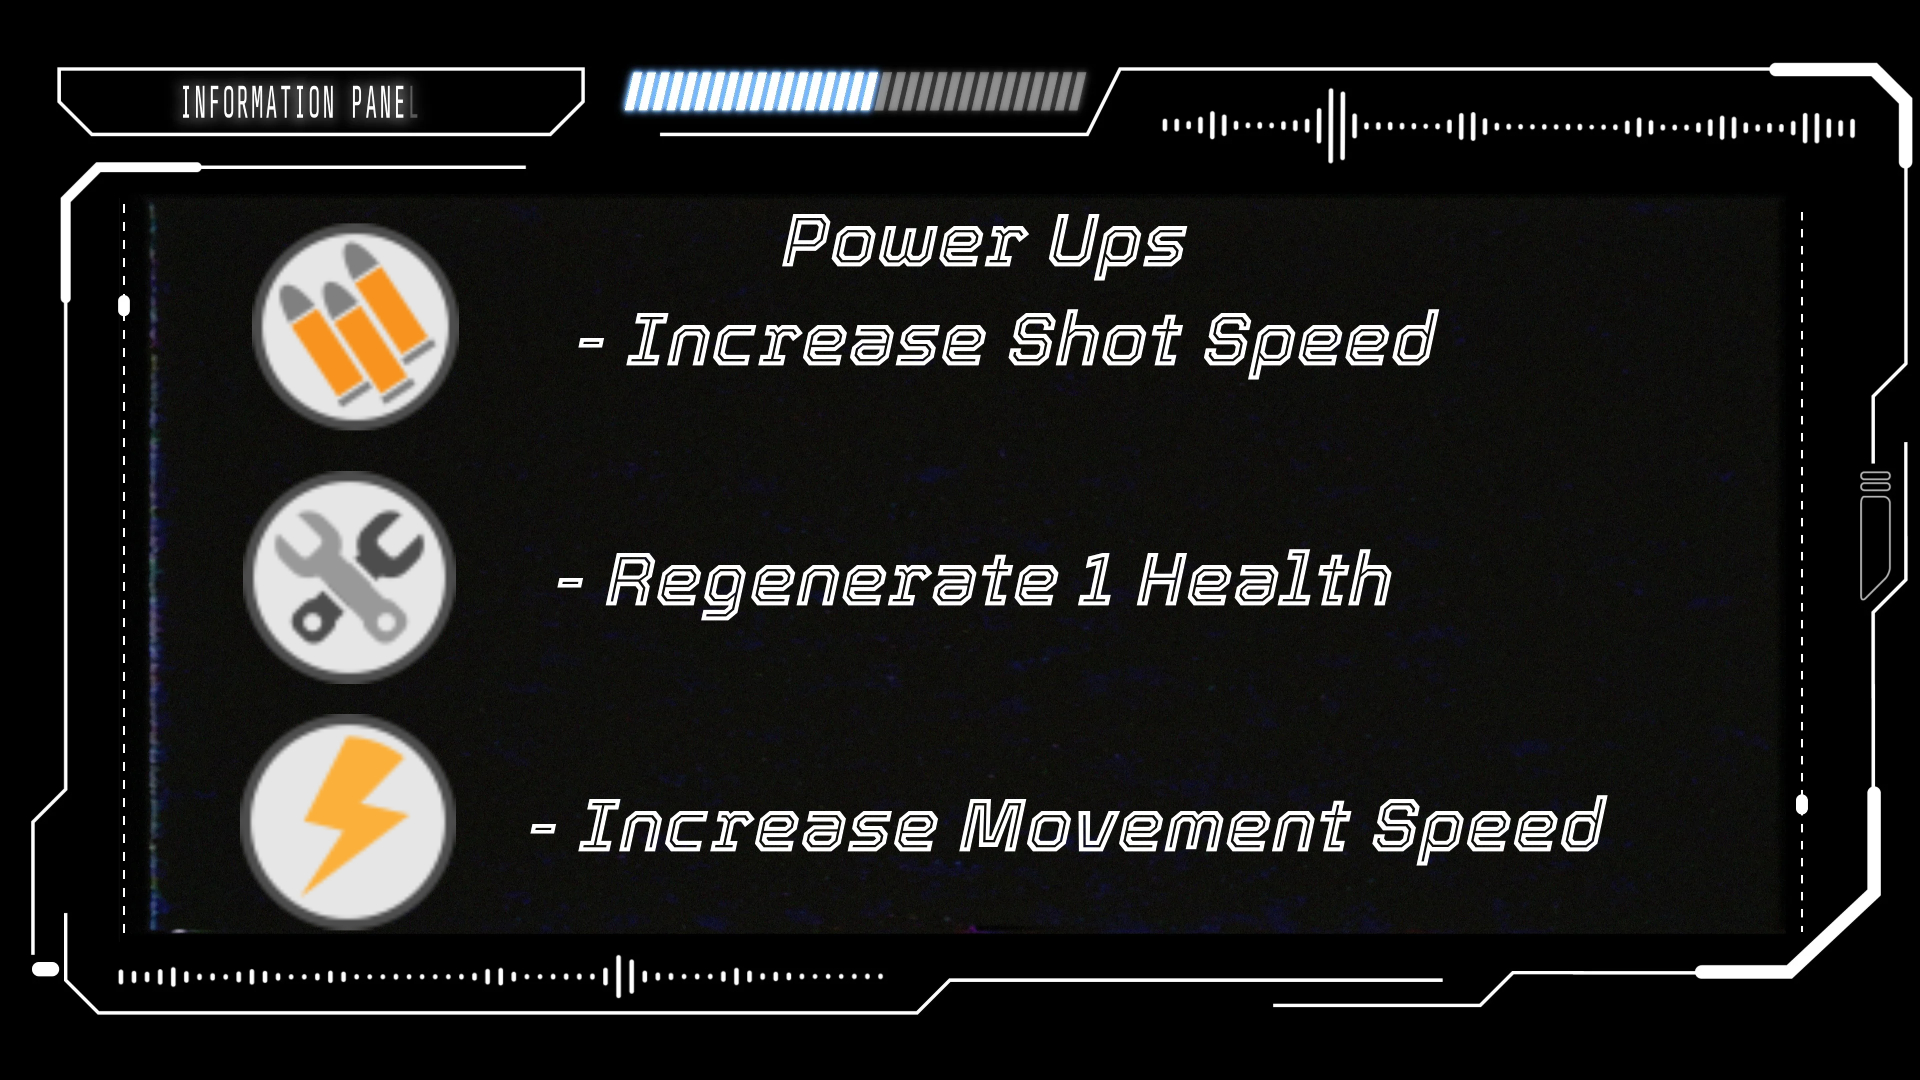 INFORMATION PANEL
Power Ups
- Increase Shot Speed
- Regenerate 1 Health
- Increase Movement Speed